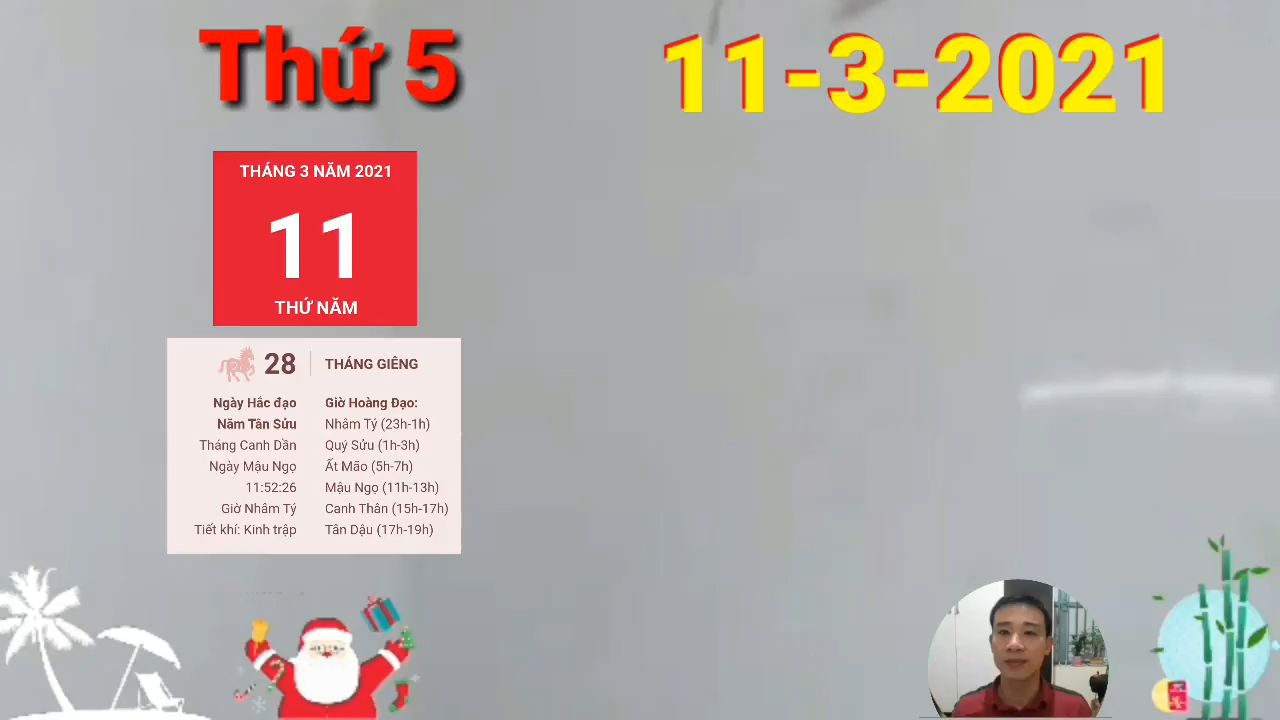 Thứ 5
11-3-2021
THÁNG 3 NĂM 2021
11
THỨ NĂM
28
THÁNG GIÊNG
Ngày Hắc đạo
Năm Tân Sửu
Tháng Canh Dần
Ngày Mậu Ngọ
11:52:26
Giờ Nhâm Tý
Tiết khí: Kinh trập
Giờ Hoàng Đạo:
Nhâm Tý (23h-1h)
Quý Sửu (1h-3h)
Ất Mão (5h-7h)
Mậu Ngọ (11h-13h)
Canh Thân (15h-17h)
Tân Dậu (17h-19h)